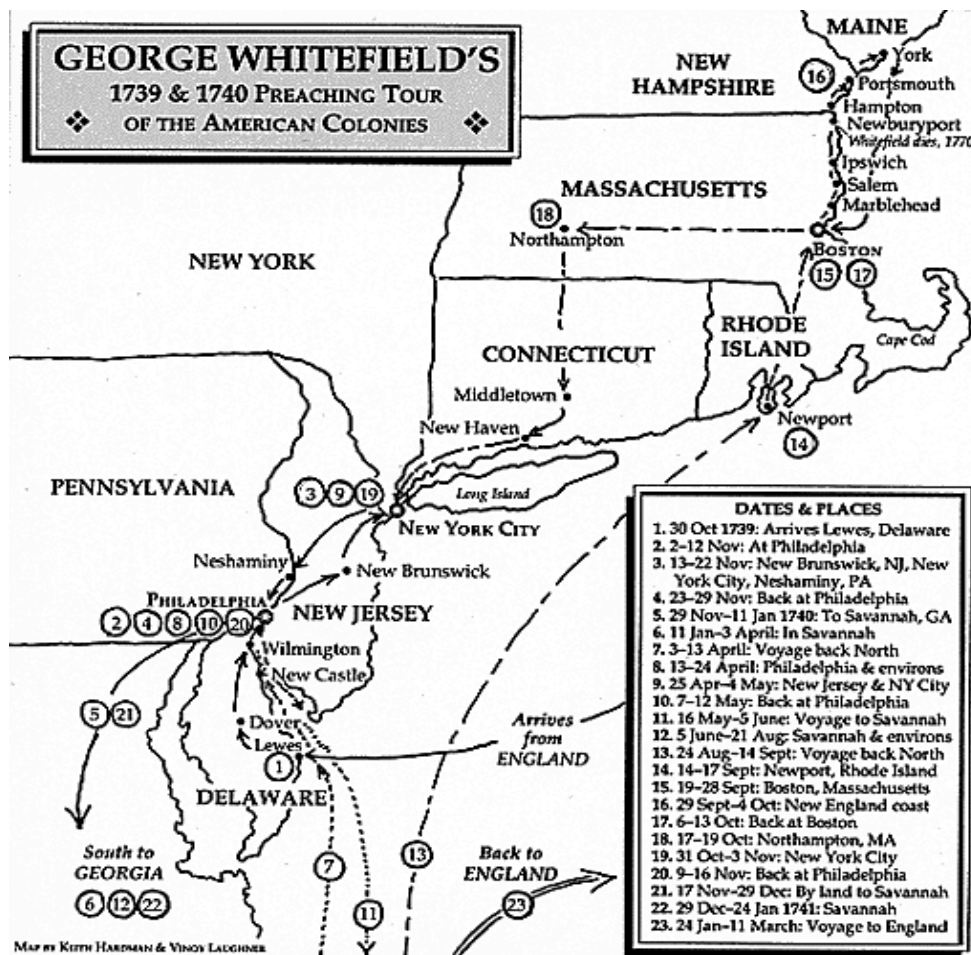 GEORGE WHITEFIELD'S
1739 & 1740 PREACHING TOUR
OF THE AMERICAN COLONIES
MAINE
York
NEW
HAMPSHIRE
16
Portsmouth
Hampton
Newburyport
Whitefield dies, 1770
Ipswich
Salem
Marblehead
MASSACHUSETTS
18
Northampton
BOSTON
15 17
NEW YORK
RHODE
ISLAND
Cape Cod
CONNECTICUT
Middletown
New Haven
Newport
14
PENNSYLVANIA
3 9 19
Long Island
NEW YORK CITY
Neshaminy
New Brunswick
PHILADELPHIA
NEW JERSEY
2 4 8 10 20
Wilmington
New Castle
5 21
Dover
Lewes
1
Arrives
from
ENGLAND
DELAWARE
South to
GEORGIA
6 12 22
7
13
11
Back to
ENGLAND
23
DATES & PLACES
1. 30 Oct 1739: Arrives Lewes, Delaware
2. 2–12 Nov: At Philadelphia
3. 13–22 Nov: New Brunswick, NJ, New
York City, Neshaminy, PA
4. 23–29 Nov: Back at Philadelphia
5. 29 Nov–11 Jan 1740: To Savannah, GA
6. 11 Jan–3 April: In Savannah
7. 3–13 April: Voyage back North
8. 13–24 April: Philadelphia & environs
9. 25 Apr–4 May: New Jersey & NY City
10. 7–12 May: Back at Philadelphia
11. 16 May–5 June: Voyage to Savannah
12. 5 June–21 Aug: Savannah & environs
13. 24 Aug–14 Sept: Voyage back North
14. 14–17 Sept: Newport, Rhode Island
15. 19–28 Sept: Boston, Massachusetts
16. 29 Sept–4 Oct: New England coast
17. 6–13 Oct: Back at Boston
18. 17–19 Oct: Northampton, MA
19. 31 Oct–3 Nov: New York City
20. 9–16 Nov: Back at Philadelphia
21. 17 Nov–29 Dec: By land to Savannah
22. 29 Dec–24 Jan 1741: Savannah
23. 24 Jan–11 March: Voyage to England
MAP BY KEITH HARDMAN & VINOY LAUGHNER